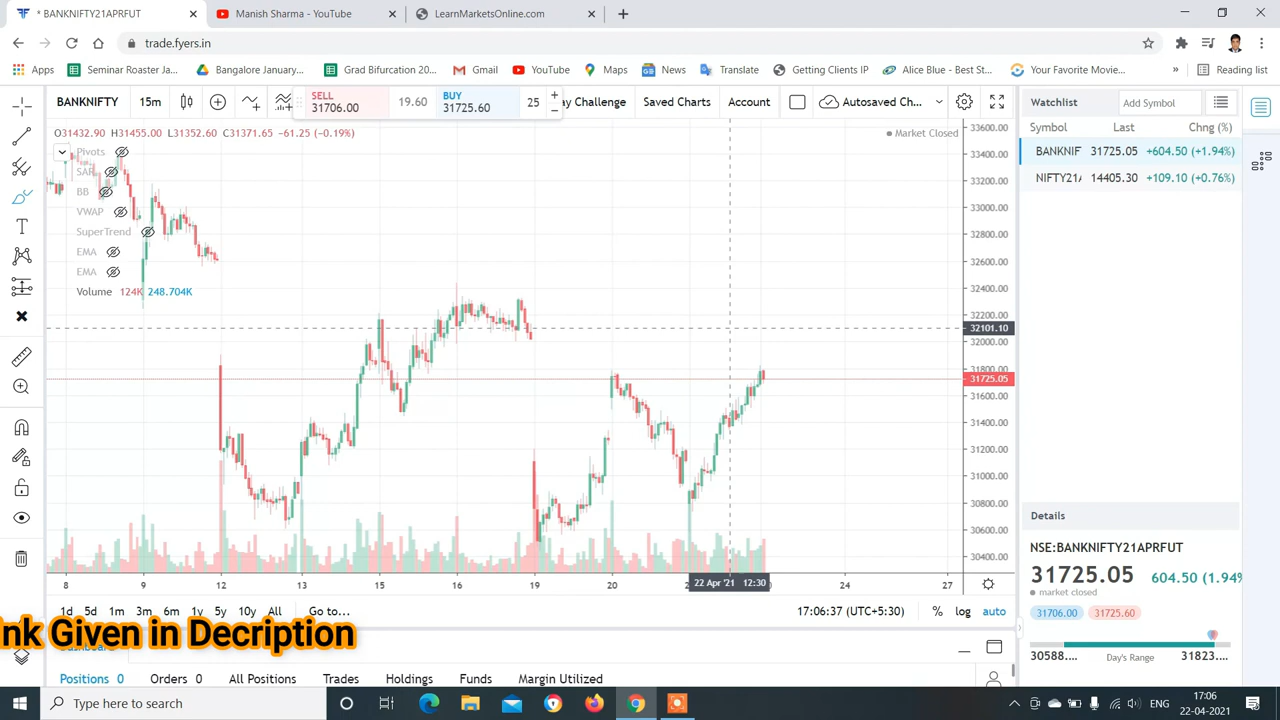 * BANKNIFTY21APRFUT
Manish Sharma - YouTube
LearnMarketsOnline.com
trade.fyers.in
Apps
Seminar Roaster Ja...
Bangalore January...
Grad Bifurcation 20...
Gmail
YouTube
Maps
News
Translate
Getting Clients IP
Alice Blue - Best St...
Your Favorite Movie...
»
Reading list
BANKNIFTY
15m
SELL
31706.00
19.60
BUY
31725.60
25
ay Challenge
Saved Charts
Account
Autosaved Ch...
Watchlist
Add Symbol
O31432.90 H31455.00 L31352.60 C31371.65 -61.25 (-0.19%)
Market Closed
Symbol Last Chng (%)
BANKNIF 31725.05 +604.50 (+1.94%)
NIFTY21 14405.30 +109.10 (+0.76%)
Pivots
SAR
BB
VWAP
SuperTrend
EMA
EMA
Volume 124K 248.704K
33600.00
33400.00
33200.00
33000.00
32800.00
32600.00
32400.00
32200.00
32101.10
32000.00
31800.00
31725.05
31600.00
31400.00
31200.00
31000.00
30800.00
30600.00
30400.00
8 9 12 13 15 16 19 20 22 Apr '21 12:30 24 27
1d 5d 1m 3m 6m 1y 5y 10y All Go to...
17:06:37 (UTC+5:30) % log auto
Details
NSE:BANKNIFTY21APRFUT
31725.05 604.50 (1.94%
market closed
31706.00 31725.60
30588.... Day's Range 31823....
nk Given in Decription
Positions 0 Orders 0 All Positions Trades Holdings Funds Margin Utilized
Type here to search
ENG
17:06
22-04-2021